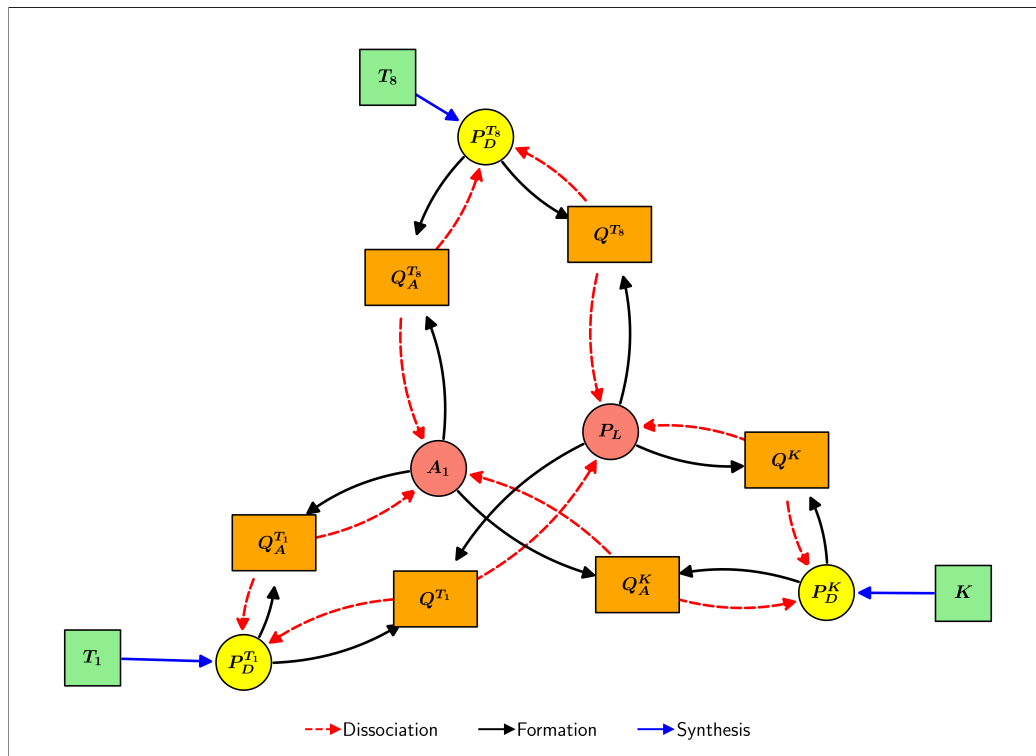 T₈
P_D^{T₈}
Q^{T₈}
Q_A^{T₈}
P_L
Q^K
A₁
Q_A^{T₁}
Q^{T₁}
Q_A^K
P_D^K
K
T₁
P_D^{T₁}
Dissociation Formation Synthesis